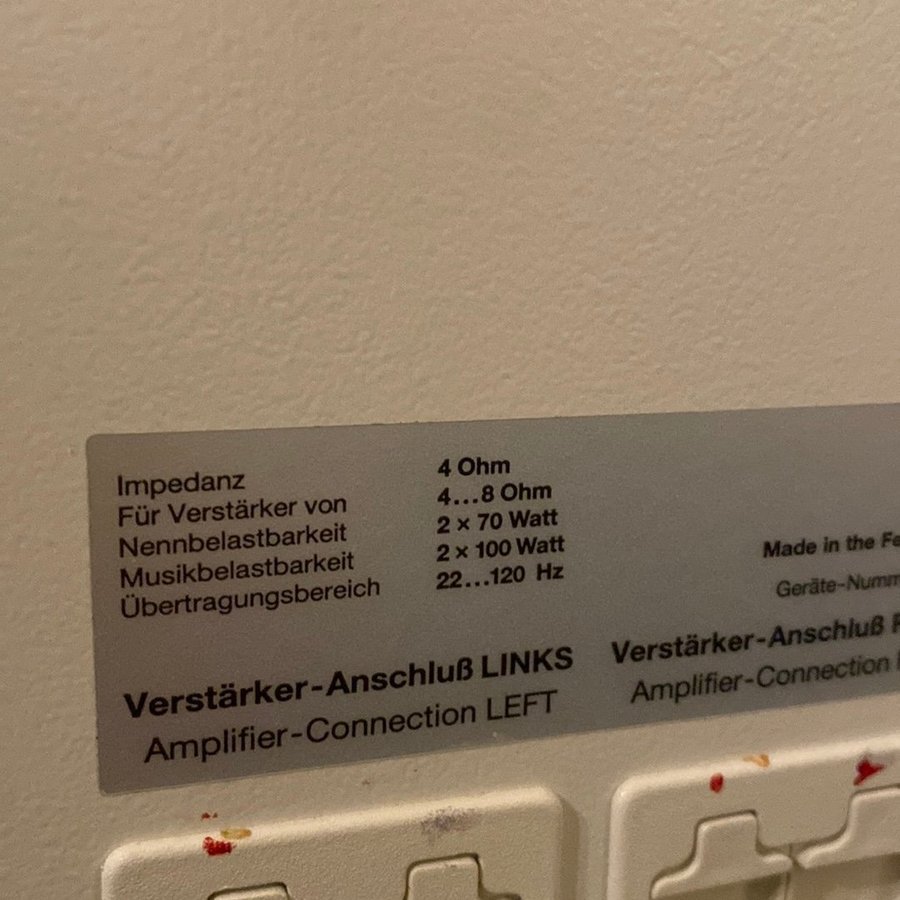 Impedanz 4 Ohm
Für Verstärker von 4...8 Ohm
Nennbelastbarkeit 2 × 70 Watt
Musikbelastbarkeit 2 × 100 Watt
Übertragungsbereich 22...120 Hz
Made in the
Verstärker-Anschluß LINKS
Amplifier-Connection LEFT
Verstärker-Anschluß
Amplifier-Connection